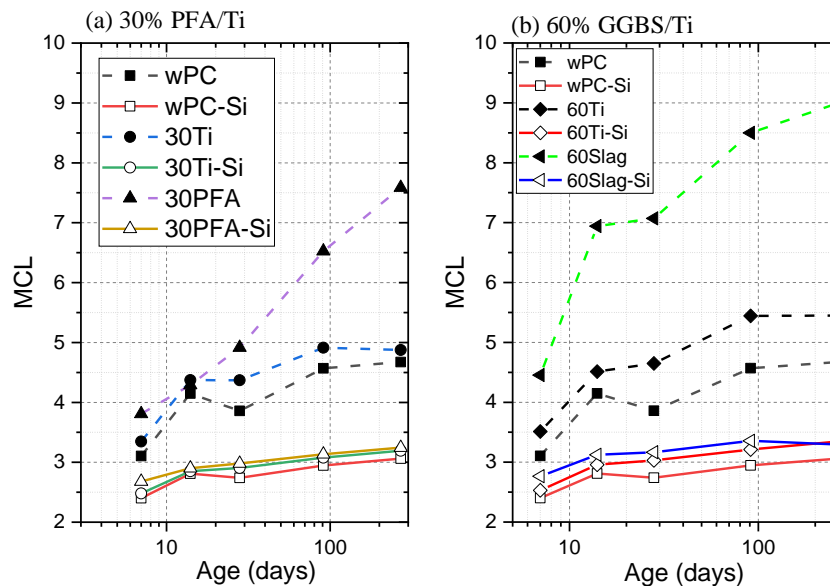 (a) 30% PFA/Ti
(b) 60% GGBS/Ti
10
9
8
7
6
5
4
3
2
MCL
wPC
wPC-Si
30Ti
30Ti-Si
30PFA
30PFA-Si
10
100
Age (days)
10
9
8
7
6
5
4
3
2
MCL
wPC
wPC-Si
60Ti
60Ti-Si
60Slag
60Slag-Si
10
100
Age (days)